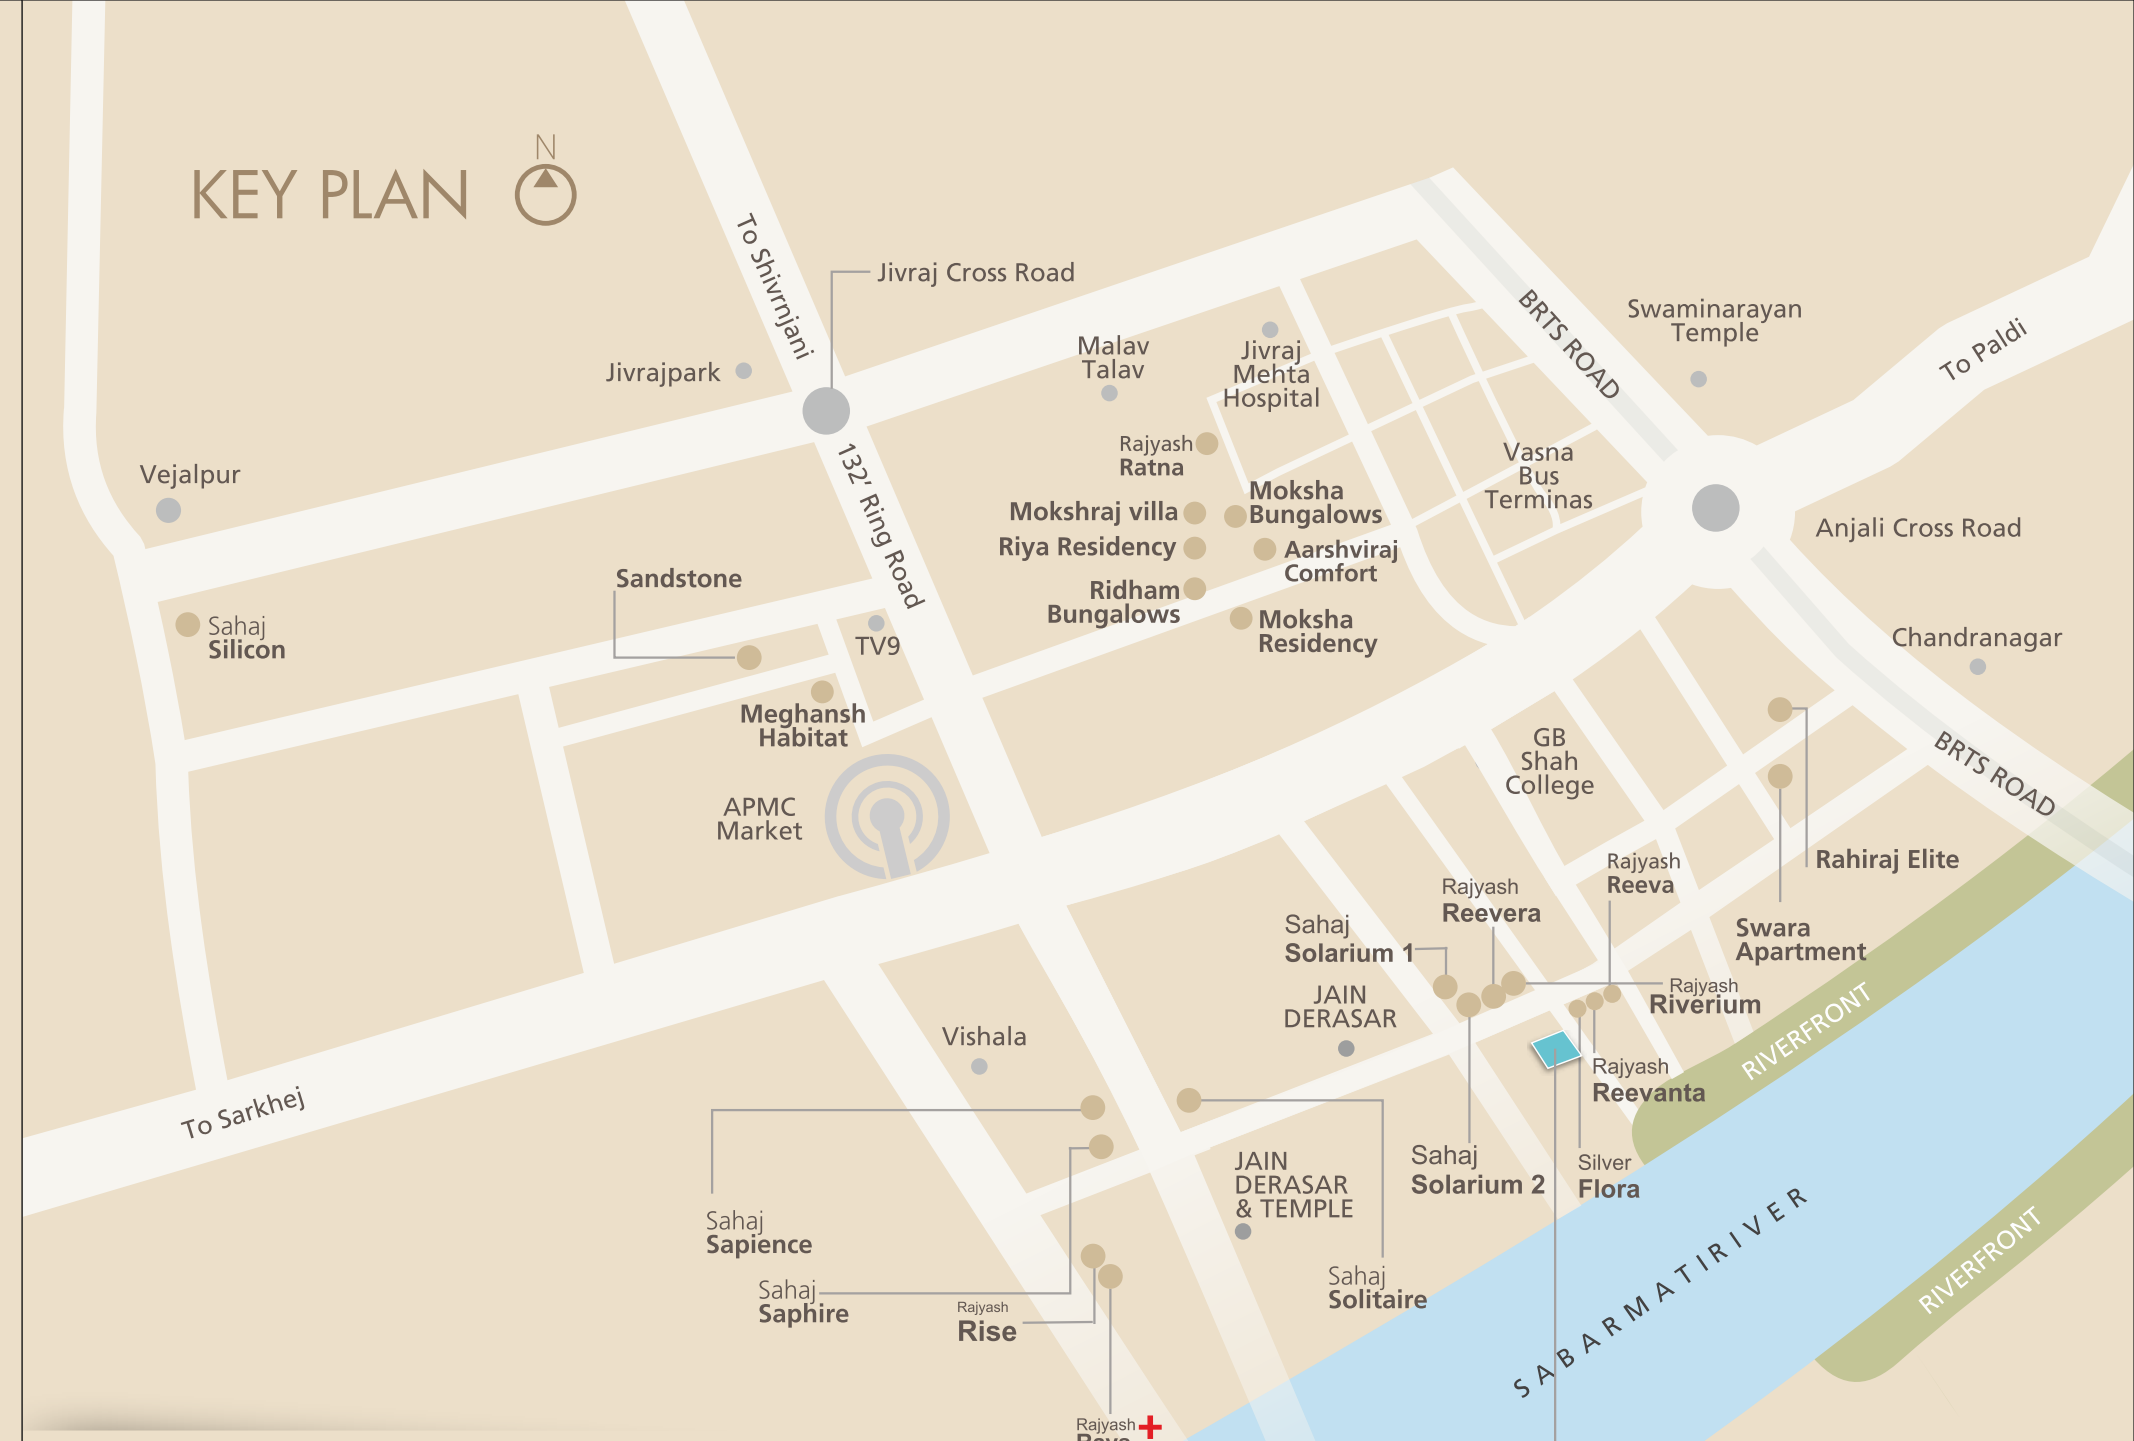 N
KEY PLAN
To Shivrnjani
Jivraj Cross Road
BRTS ROAD
Swaminarayan
Temple
To Paldi
Jivrajpark
Malav
Talav
Jivraj
Mehta
Hospital
Vejalpur
132' Ring Road
Rajyash
Ratna
Vasna
Bus
Terminas
Moksha
Bungalows
Mokshraj villa
Riya Residency
Aarshviraj
Comfort
Anjali Cross Road
Sandstone
Ridham
Bungalows
Moksha
Residency
Sahaj
Silicon
TV9
Chandranagar
Meghansh
Habitat
GB
Shah
College
BRTS ROAD
APMC
Market
Rahiraj Elite
Rajyash
Reeva
Rajyash
Reevera
Sahaj
Solarium 1
Swara
Apartment
JAIN
DERASAR
Rajyash
Riverium
RIVERFRONT
Vishala
Rajyash
Reevanta
To Sarkhej
Sahaj
Solarium 2
Silver
Flora
JAIN
DERASAR
& TEMPLE
Sahaj
Sapience
SABARMATIRIVER
RIVERFRONT
Sahaj
Solitaire
Sahaj
Saphire
Rajyash
Rise
Rajyash